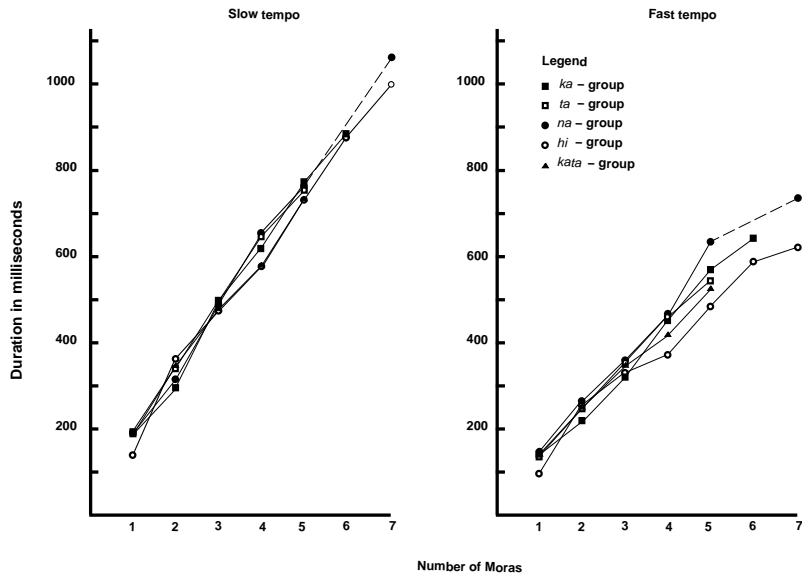 Slow tempo
Fast tempo
Legend
ka – group
ta – group
na – group
hi – group
kata – group
Duration in milliseconds
1000
800
600
400
200
1 2 3 4 5 6 7
1000
800
600
400
200
1 2 3 4 5 6 7
Number of Moras